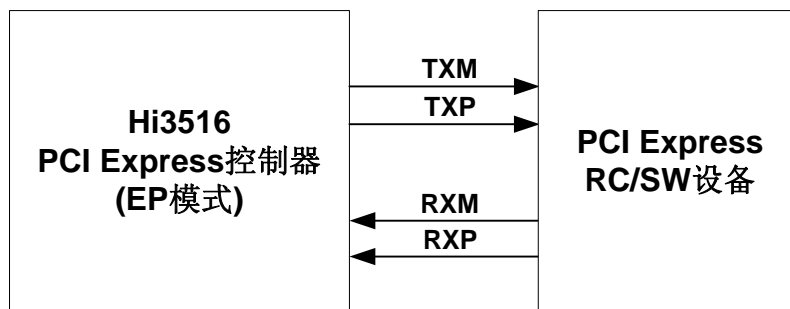 Hi3516
PCI Express控制器
(EP模式)
TXM
TXP
RXM
RXP
PCI Express
RC/SW设备